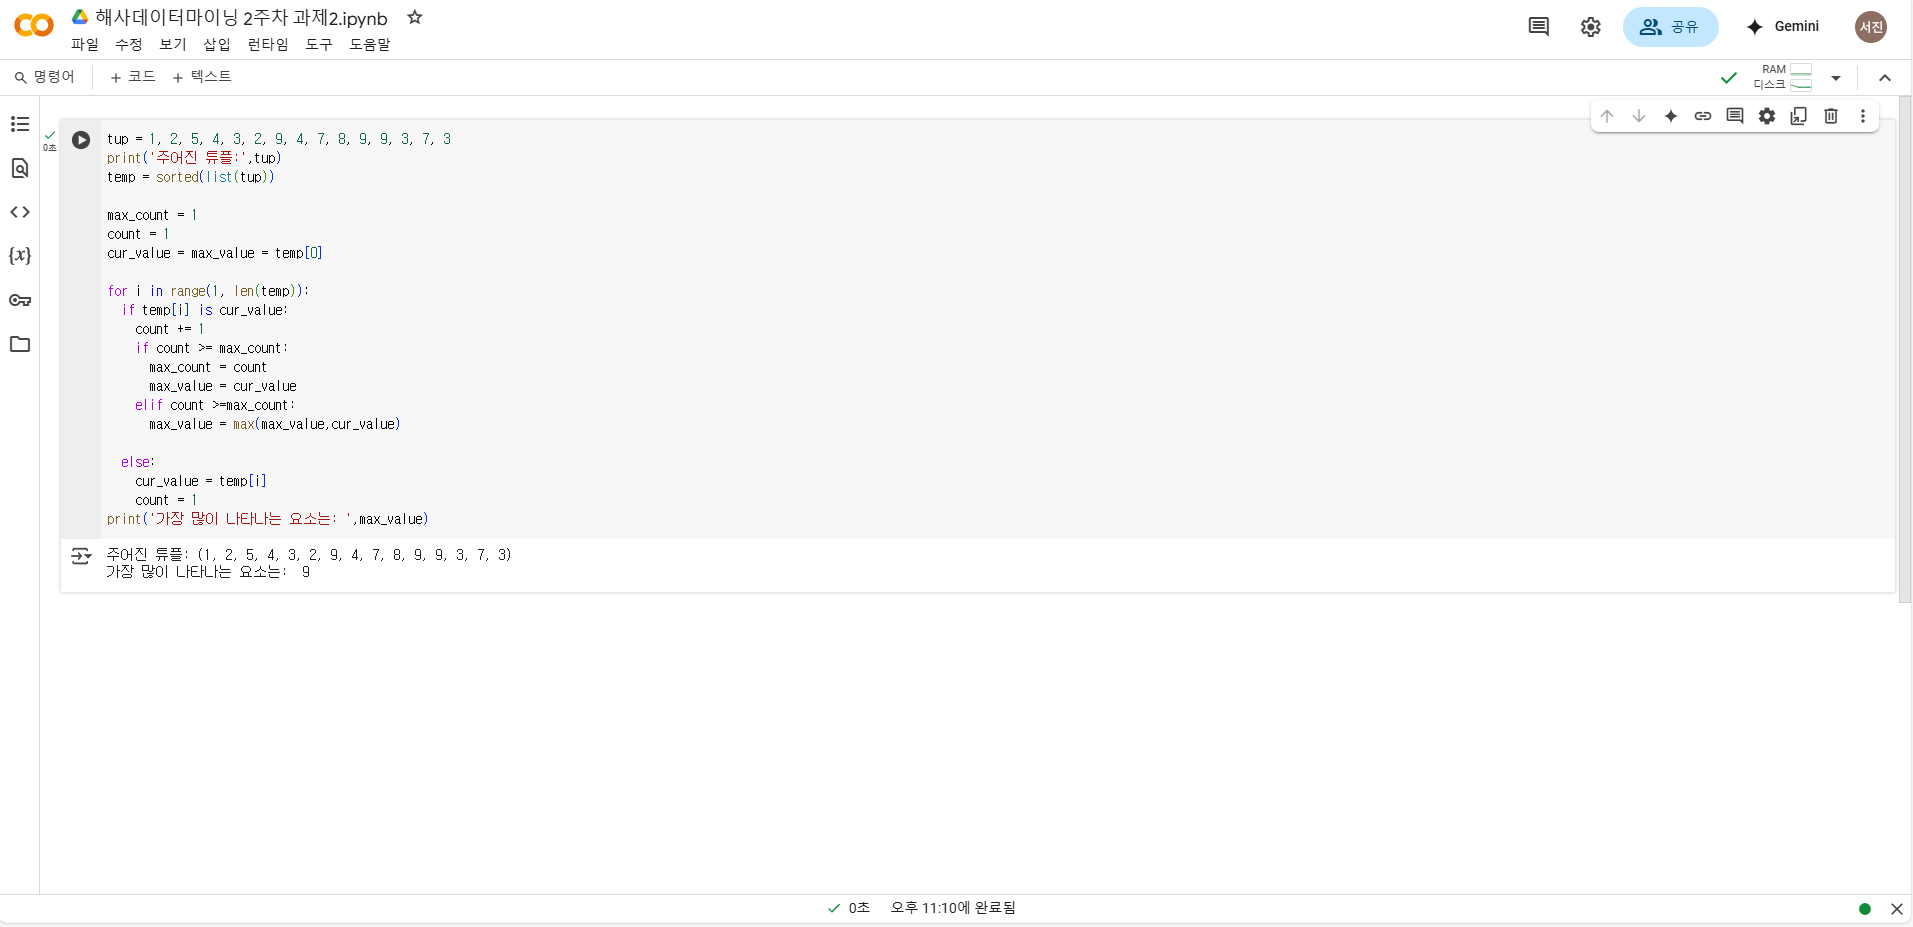 해사데이터마이닝 2주차 과제2.ipynb
파일 수정 보기 삽입 런타임 도구 도움말
공유
Gemini
서진
명령어
+ 코드 + 텍스트
RAM
디스크
0초
tup = 1, 2, 5, 4, 3, 2, 9, 4, 7, 8, 9, 9, 3, 7, 3
print('주어진 튜플:',tup)
temp = sorted(list(tup))
max_count = 1
count = 1
cur_value = max_value = temp[0]
for i in range(1, len(temp)):
  if temp[i] is cur_value:
    count += 1
    if count >= max_count:
      max_count = count
      max_value = cur_value
    elif count >=max_count:
      max_value = max(max_value,cur_value)
  else:
    cur_value = temp[i]
    count = 1
print('가장 많이 나타나는 요소는: ',max_value)
주어진 튜플: (1, 2, 5, 4, 3, 2, 9, 4, 7, 8, 9, 9, 3, 7, 3)
가장 많이 나타나는 요소는:  9
0초 오후 11:10에 완료됨